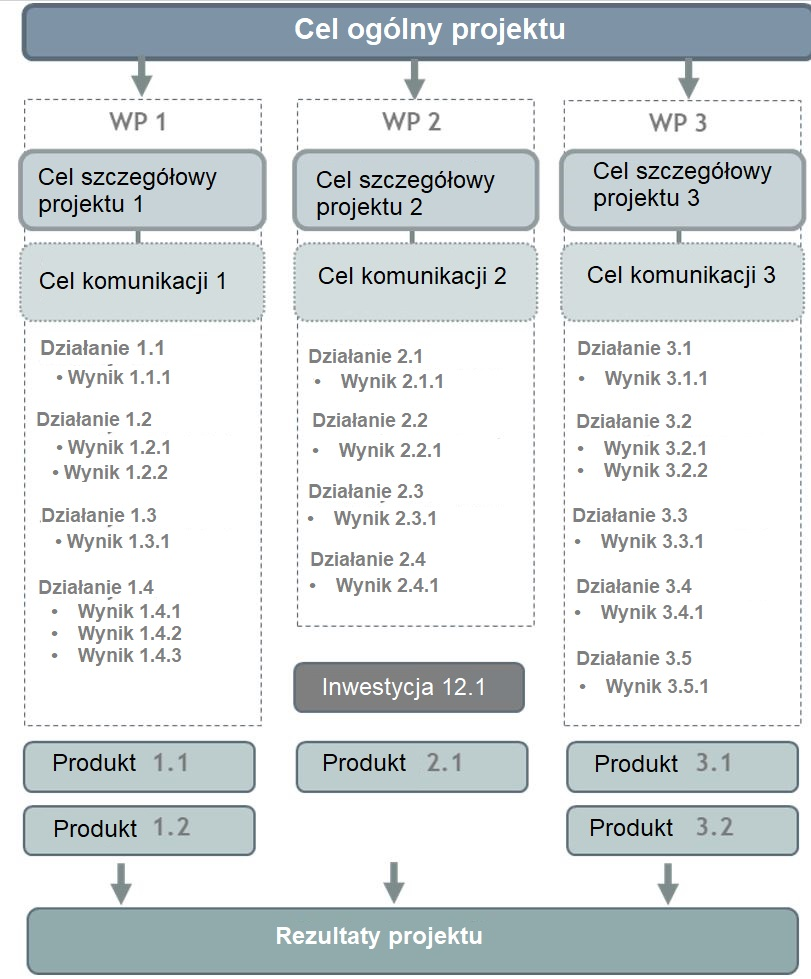 Cel ogólny projektu
WP 1
Cel szczegółowy
projektu 1
Cel komunikacji 1
Działanie 1.1
• Wynik 1.1.1
Działanie 1.2
• Wynik 1.2.1
• Wynik 1.2.2
Działanie 1.3
• Wynik 1.3.1
Działanie 1.4
• Wynik 1.4.1
• Wynik 1.4.2
• Wynik 1.4.3
Produkt 1.1
Produkt 1.2
WP 2
Cel szczegółowy
projektu 2
Cel komunikacji 2
Działanie 2.1
• Wynik 2.1.1
Działanie 2.2
• Wynik 2.2.1
Działanie 2.3
• Wynik 2.3.1
Działanie 2.4
• Wynik 2.4.1
Inwestycja 12.1
Produkt 2.1
WP 3
Cel szczegółowy
projektu 3
Cel komunikacji 3
Działanie 3.1
• Wynik 3.1.1
Działanie 3.2
• Wynik 3.2.1
• Wynik 3.2.2
Działanie 3.3
• Wynik 3.3.1
Działanie 3.4
• Wynik 3.4.1
Działanie 3.5
• Wynik 3.5.1
Produkt 3.1
Produkt 3.2
Rezultaty projektu